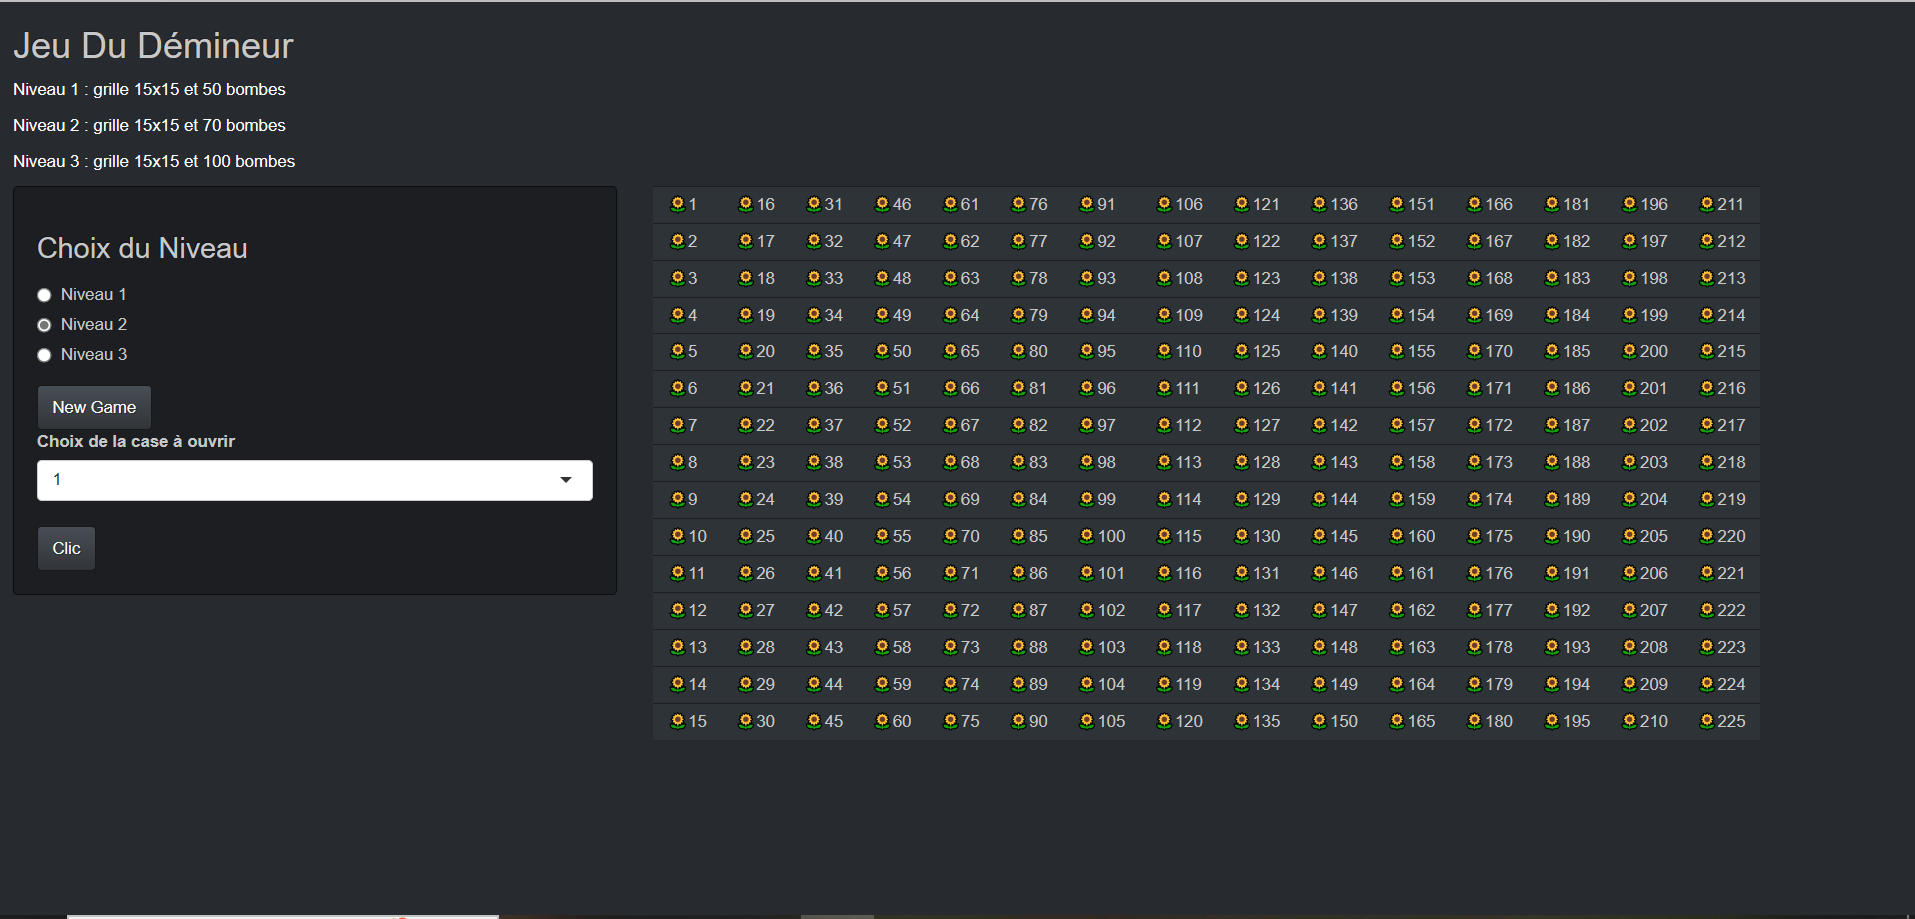 Jeu Du Démineur
Niveau 1 : grille 15x15 et 50 bombes
Niveau 2 : grille 15x15 et 70 bombes
Niveau 3 : grille 15x15 et 100 bombes
Choix du Niveau
Niveau 1
Niveau 2
Niveau 3
New Game
Choix de la case à ouvrir
1
Clic
1 16 31 46 61 76 91 106 121 136 151 166 181 196 211
2 17 32 47 62 77 92 107 122 137 152 167 182 197 212
3 18 33 48 63 78 93 108 123 138 153 168 183 198 213
4 19 34 49 64 79 94 109 124 139 154 169 184 199 214
5 20 35 50 65 80 95 110 125 140 155 170 185 200 215
6 21 36 51 66 81 96 111 126 141 156 171 186 201 216
7 22 37 52 67 82 97 112 127 142 157 172 187 202 217
8 23 38 53 68 83 98 113 128 143 158 173 188 203 218
9 24 39 54 69 84 99 114 129 144 159 174 189 204 219
10 25 40 55 70 85 100 115 130 145 160 175 190 205 220
11 26 41 56 71 86 101 116 131 146 161 176 191 206 221
12 27 42 57 72 87 102 117 132 147 162 177 192 207 222
13 28 43 58 73 88 103 118 133 148 163 178 193 208 223
14 29 44 59 74 89 104 119 134 149 164 179 194 209 224
15 30 45 60 75 90 105 120 135 150 165 180 195 210 225